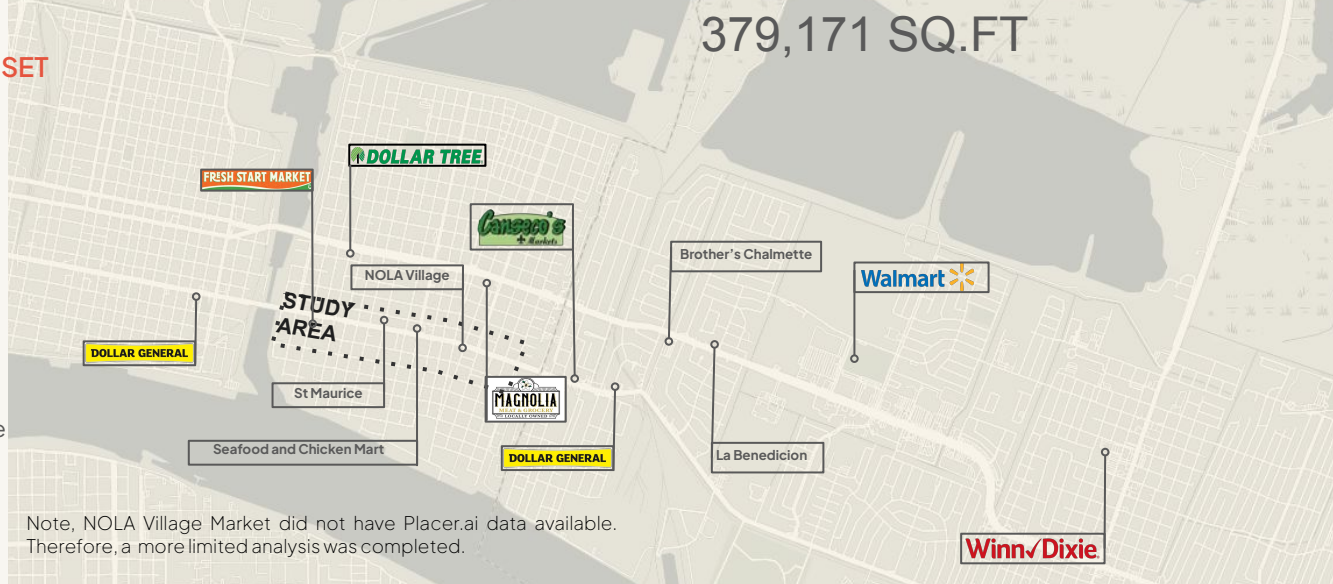 379,171 SQ.FT
SET
DOLLAR TREE
FRESH START MARKET
Canseco's
Markets
Brother's Chalmette
NOLA Village
Walmart
STUDY
AREA
DOLLAR GENERAL
St Maurice
MAGNOLIA
MEAT & GROCERY
LOCALLY OWNED
e
Seafood and Chicken Mart
DOLLAR GENERAL
La Benedicion
Note, NOLA Village Market did not have Placer.ai data available.
Therefore, a more limited analysis was completed.
Winn✓Dixie